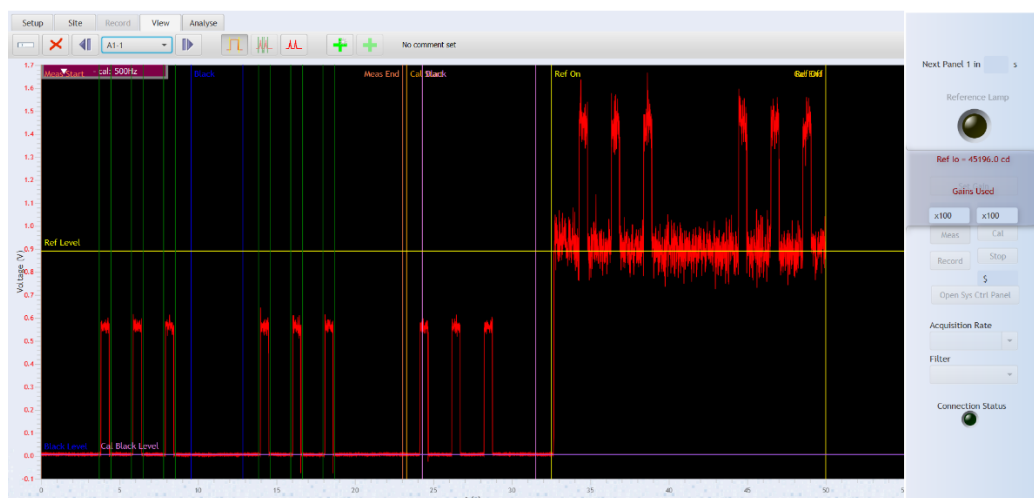 Setup Site Record View Analyse
A1-1 No comment set
- cal: 500Hz
Meas Start Black Meas End Cal Start Ref On Ref Off
Next Panel 1 in s
Reference Lamp
Ref Io = 45196.0 cd
Gains Used
x100 x100
Meas Cal
Record Stop
5
Open Sys Ctrl Panel
Acquisition Rate
Filter
Connection Status
Ref Level
Black Level Cal Black Level
Voltage (V)
1.7
1.6
1.5
1.4
1.3
1.2
1.1
1.0
0.9
0.8
0.7
0.6
0.5
0.4
0.3
0.2
0.1
0.0
-0.1
0 5 10 15 20 25 30 35 40 45 50 55